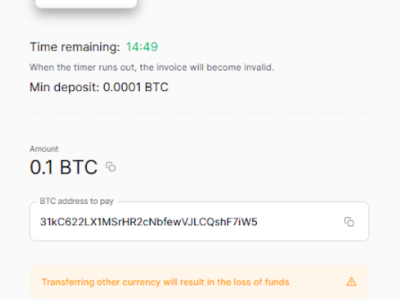 Time remaining: 14:49
When the timer runs out, the invoice will become invalid.
Min deposit: 0.0001 BTC
Amount
0.1 BTC
BTC address to pay
31kC622LX1MSrHR2cNbfewVJLCQshF7iW5
Transferring other currency will result in the loss of funds